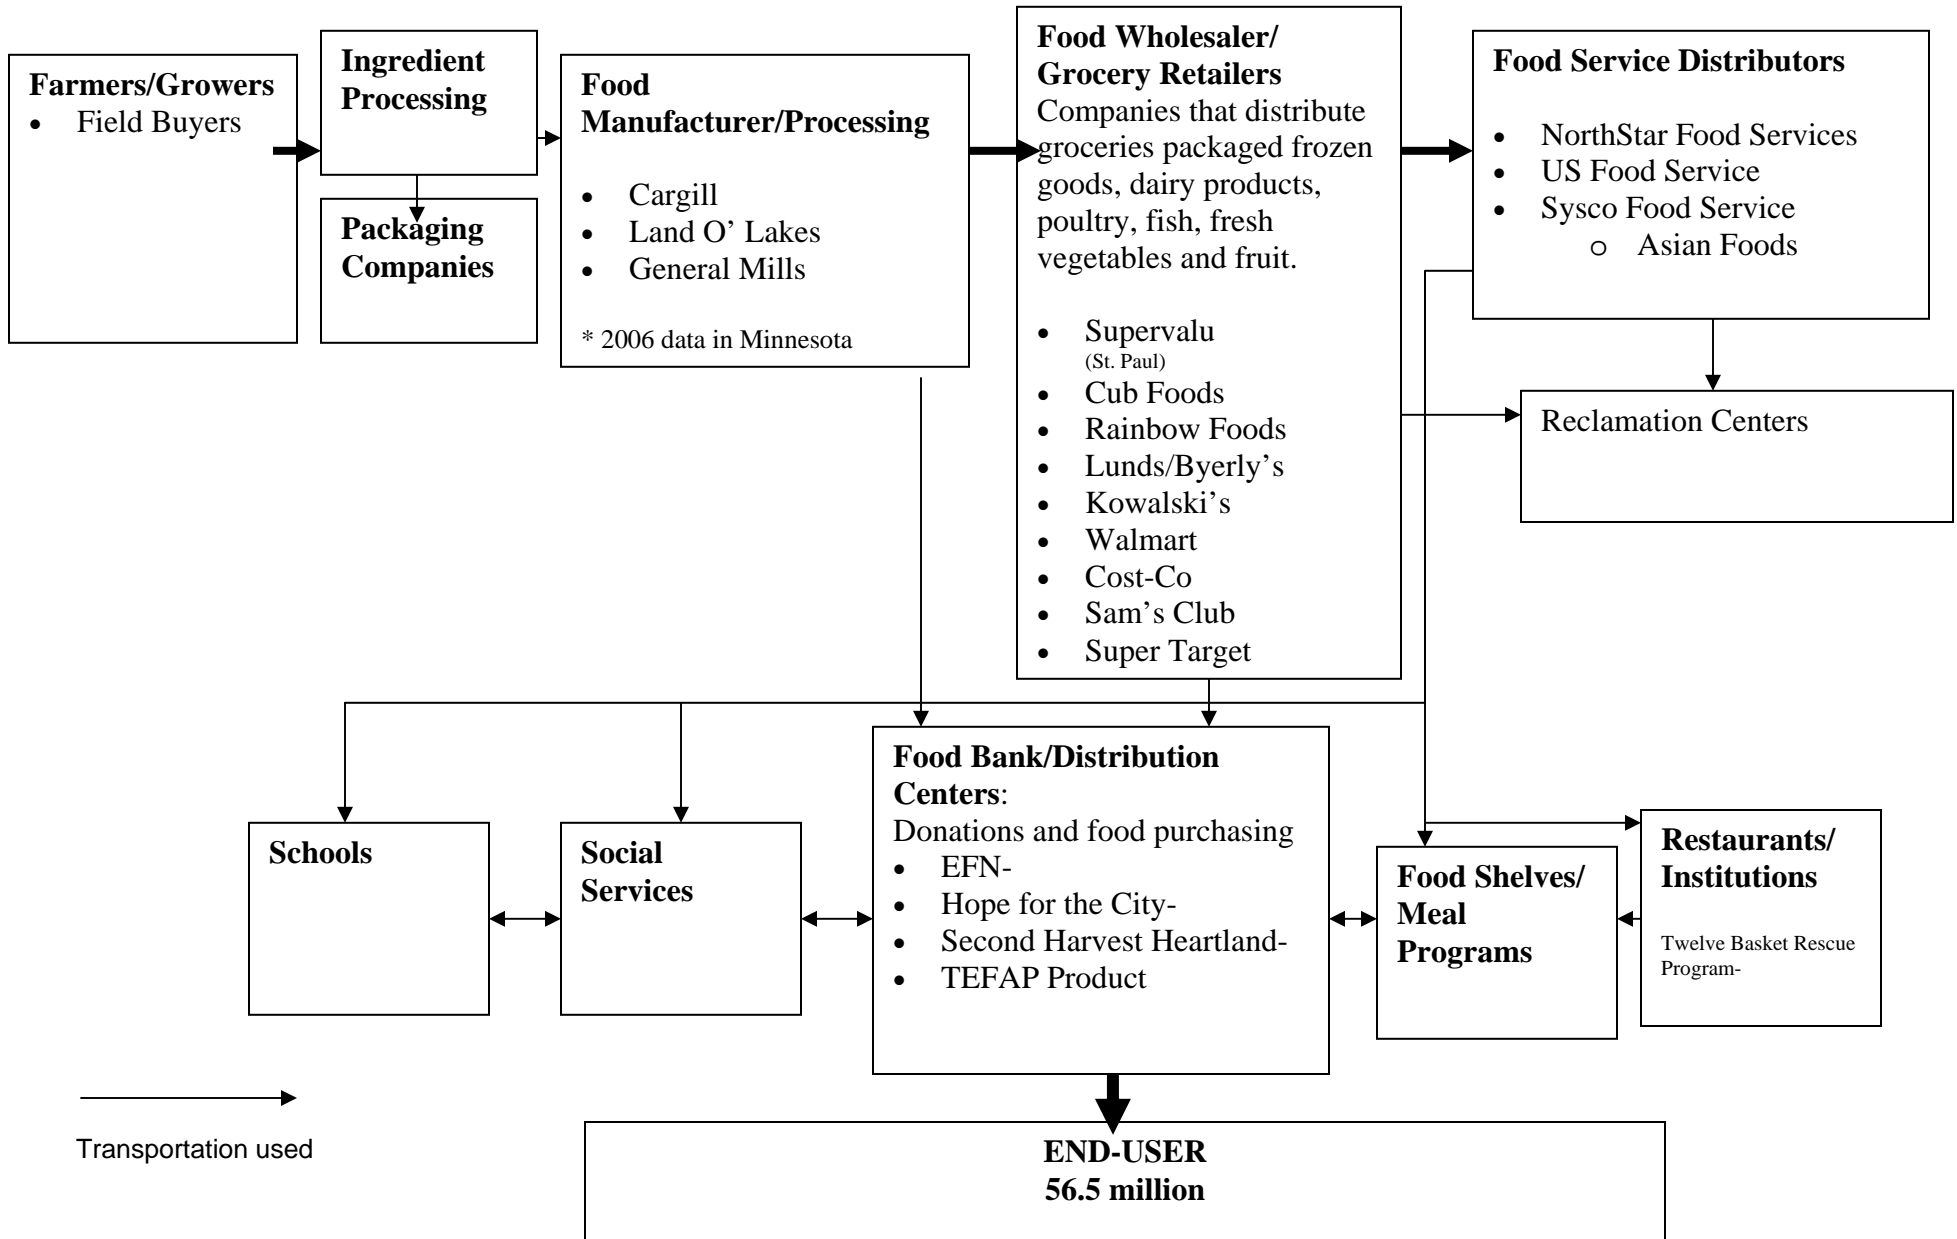 Farmers/Growers
• Field Buyers
Ingredient
Processing
Packaging
Companies
Food
Manufacturer/Processing
• Cargill
• Land O’ Lakes
• General Mills
* 2006 data in Minnesota
Food Wholesaler/
Grocery Retailers
Companies that distribute
groceries packaged frozen
goods, dairy products,
poultry, fish, fresh
vegetables and fruit.
• Supervalu
(St. Paul)
• Cub Foods
• Rainbow Foods
• Lunds/Byerly’s
• Kowalski’s
• Walmart
• Cost-Co
• Sam’s Club
• Super Target
Food Service Distributors
• NorthStar Food Services
• US Food Service
• Sysco Food Service
o Asian Foods
Reclamation Centers
Schools
Social
Services
Food Bank/Distribution
Centers:
Donations and food purchasing
• EFN-
• Hope for the City-
• Second Harvest Heartland-
• TEFAP Product
Food Shelves/
Meal
Programs
Restaurants/
Institutions
Twelve Basket Rescue
Program-
Transportation used
END-USER
56.5 million